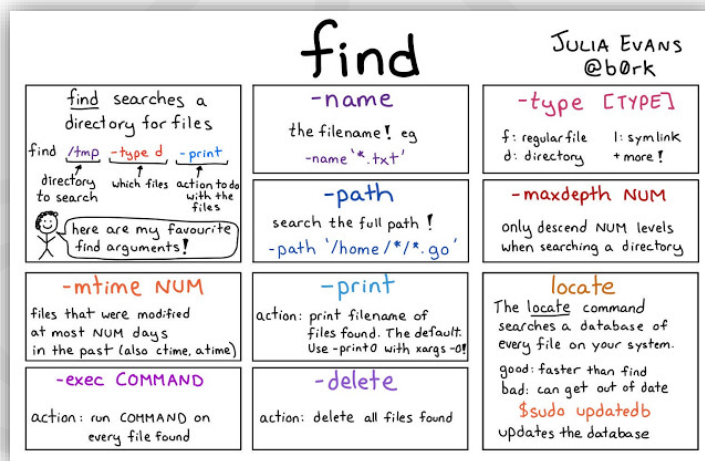 find
JULIA EVANS
@b0rk
find searches a
directory for files
find /tmp -type d -print
directory
to search
which files
action to do
with the
files
here are my favourite
find arguments!
-name
the filename! eg
-name '*.txt'
-type [TYPE]
f: regular file l: symlink
d: directory + more!
-path
search the full path!
-path '/home/*/*.go'
-maxdepth NUM
only descend NUM levels
when searching a directory
-mtime NUM
files that were modified
at most NUM days
in the past (also ctime, atime)
-print
action: print filename of
files found. The default.
Use -print0 with xargs -0!
locate
The locate command
searches a database of
every file on your system.
good: faster than find
bad: can get out of date
$sudo updatedb
updates the database
-exec COMMAND
action: run COMMAND on
every file found
-delete
action: delete all files found